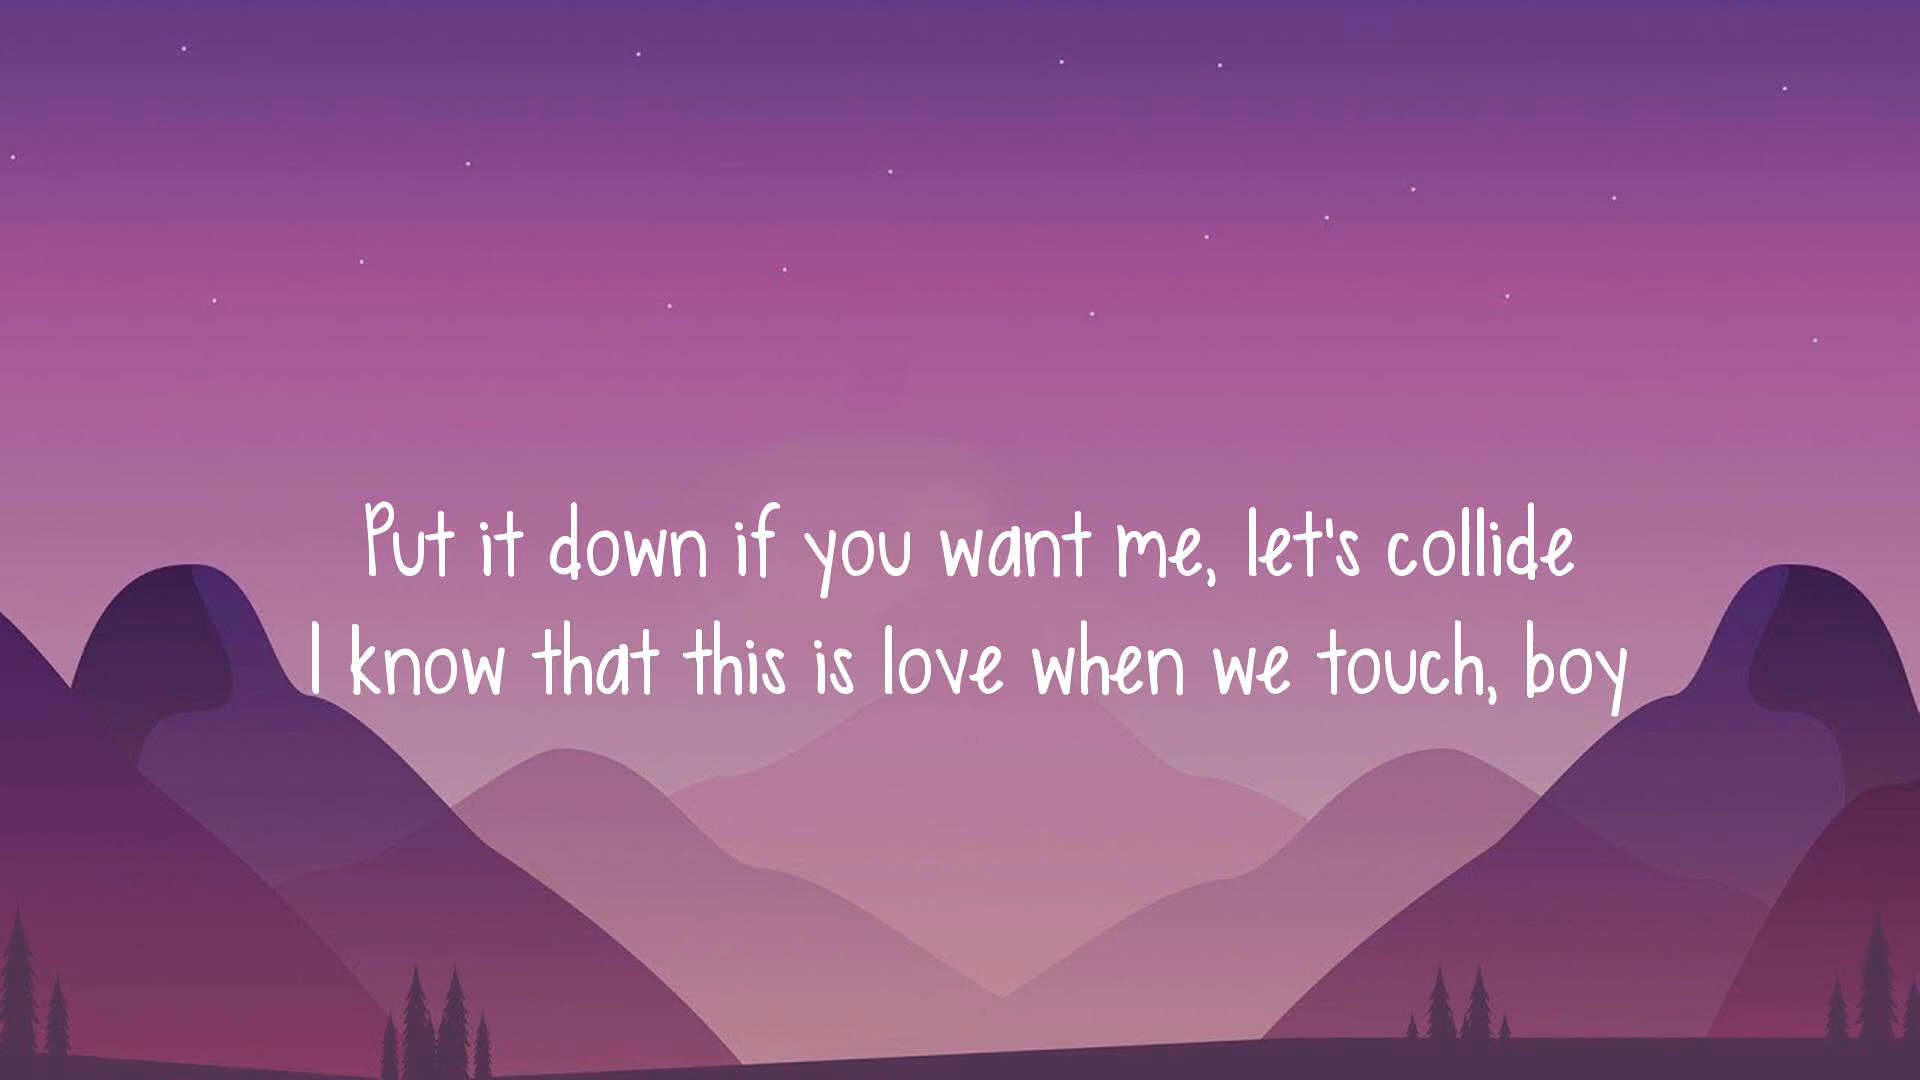 Put it down if you want me, let's collide
I know that this is love when we touch, boy